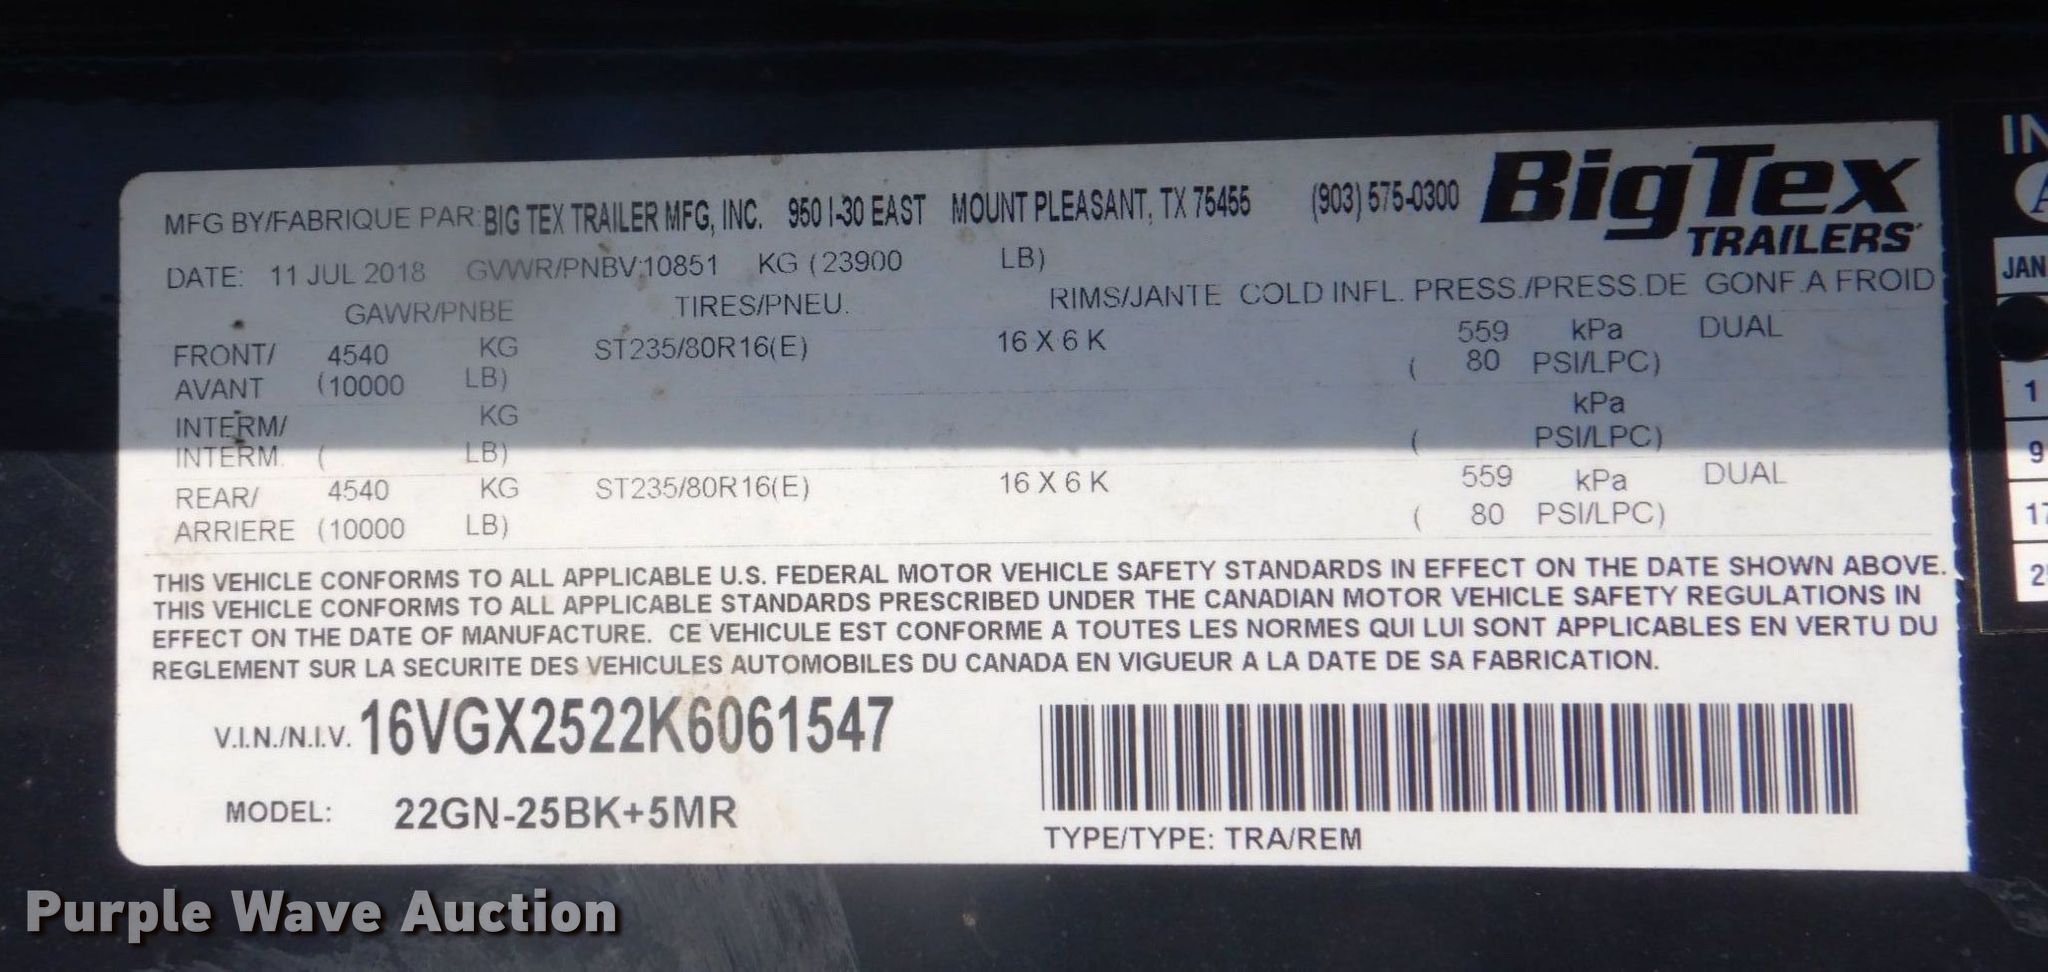 MFG BY/FABRIQUE PAR: BIG TEX TRAILER MFG, INC. 950 I-30 EAST MOUNT PLEASANT, TX 75455 (903) 575-0300
BigTex
TRAILERS
DATE: 11 JUL 2018 GVWR/PNBV:10851 KG (23900 LB)
GAWR/PNBE TIRES/PNEU. RIMS/JANTE COLD INFL. PRESS./PRESS.DE GONF.A FROID
FRONT/ 4540 KG ST235/80R16(E) 16 X 6 K 559 kPa DUAL
AVANT (10000 LB) ( 80 PSI/LPC)
INTERM/ KG kPa
INTERM. ( LB) ( PSI/LPC)
REAR/ 4540 KG ST235/80R16(E) 16 X 6 K 559 kPa DUAL
ARRIERE (10000 LB) ( 80 PSI/LPC)
THIS VEHICLE CONFORMS TO ALL APPLICABLE U.S. FEDERAL MOTOR VEHICLE SAFETY STANDARDS IN EFFECT ON THE DATE SHOWN ABOVE.
THIS VEHICLE CONFORMS TO ALL APPLICABLE STANDARDS PRESCRIBED UNDER THE CANADIAN MOTOR VEHICLE SAFETY REGULATIONS IN
EFFECT ON THE DATE OF MANUFACTURE. CE VEHICULE EST CONFORME A TOUTES LES NORMES QUI LUI SONT APPLICABLES EN VERTU DU
REGLEMENT SUR LA SECURITE DES VEHICULES AUTOMOBILES DU CANADA EN VIGUEUR A LA DATE DE SA FABRICATION.
V.I.N./N.I.V. 16VGX2522K6061547
MODEL: 22GN-25BK+5MR
TYPE/TYPE: TRA/REM
JAN
1
9
17
Purple Wave Auction